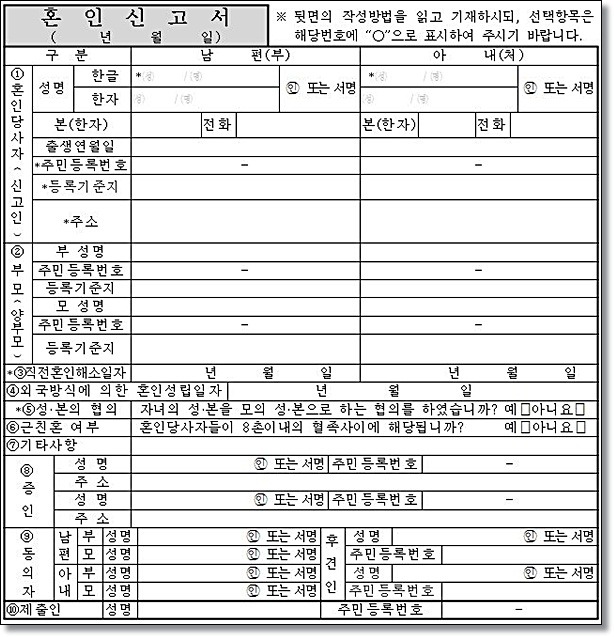 혼 인 신 고 서
( 년 월 일)
※ 뒷면의 작성방법을 읽고 기재하시되, 선택항목은
해당번호에 "○"으로 표시하여 주시기 바랍니다.
구 분 남 편(부) 아 내(처)
①혼인당사자(신고인)
성명 한글 *(성) /(명) ㊞ 또는 서명 *(성) /(명) ㊞ 또는 서명
한자 (성) /(명) (성) /(명)
본(한자) 전화 본(한자) 전화
출생연월일
*주민등록번호 - -
*등록기준지
*주소
②부모(양부모)
부 성명
주민등록번호 - -
등록기준지
모 성명
주민등록번호 - -
등록기준지
*③직전혼인해소일자 년 월 일 년 월 일
④외국방식에 의한 혼인성립일자 년 월 일
*⑤성·본의 협의 자녀의 성·본을 모의 성·본으로 하는 협의를 하였습니까? 예□아니요□
⑥근친혼 여부 혼인당사자들이 8촌이내의 혈족사이에 해당됩니까? 예□아니요□
⑦기타사항
⑧증인
성 명 ㊞ 또는 서명 주민등록번호 -
주 소
성 명 ㊞ 또는 서명 주민등록번호 -
주 소
⑨동의자
남편 부 성명 ㊞ 또는 서명 후견인 성명 ㊞ 또는 서명
모 성명 ㊞ 또는 서명 주민등록번호
아내 부 성명 ㊞ 또는 서명 성명 ㊞ 또는 서명
모 성명 ㊞ 또는 서명 주민등록번호
⑩제출인 성명 주민등록번호 -